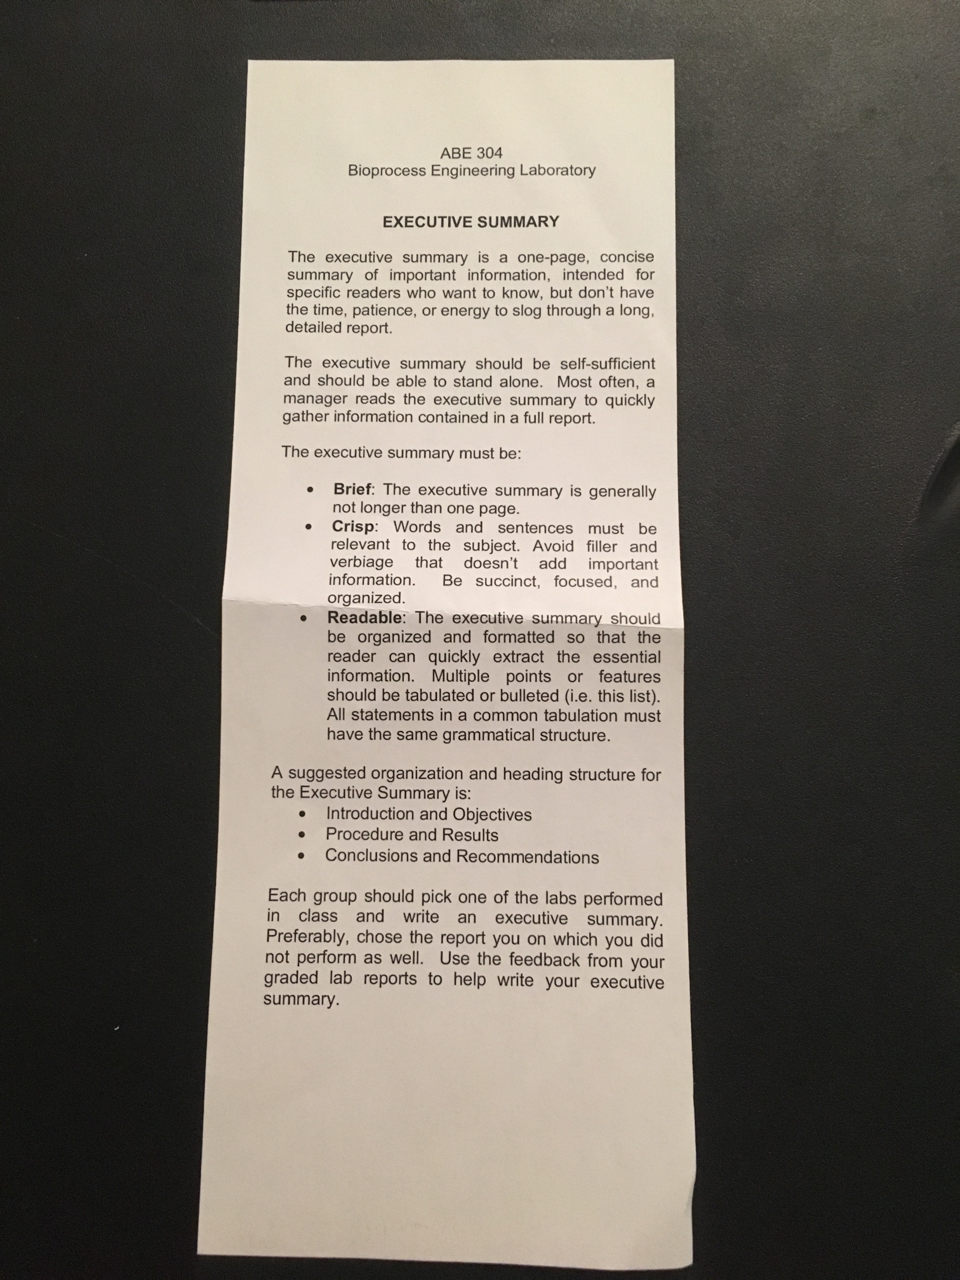 ABE 304
Bioprocess Engineering Laboratory
EXECUTIVE SUMMARY
The executive summary is a one-page, concise
summary of important information, intended for
specific readers who want to know, but don't have
the time, patience, or energy to slog through a long,
detailed report.
The executive summary should be self-sufficient
and should be able to stand alone. Most often, a
manager reads the executive summary to quickly
gather information contained in a full report.
The executive summary must be:
• Brief: The executive summary is generally
not longer than one page.
• Crisp: Words and sentences must be
relevant to the subject. Avoid filler and
verbiage that doesn't add important
information. Be succinct, focused, and
organized.
• Readable: The executive summary should
be organized and formatted so that the
reader can quickly extract the essential
information. Multiple points or features
should be tabulated or bulleted (i.e. this list).
All statements in a common tabulation must
have the same grammatical structure.
A suggested organization and heading structure for
the Executive Summary is:
• Introduction and Objectives
• Procedure and Results
• Conclusions and Recommendations
Each group should pick one of the labs performed
in class and write an executive summary.
Preferably, chose the report you on which you did
not perform as well. Use the feedback from your
graded lab reports to help write your executive
summary.